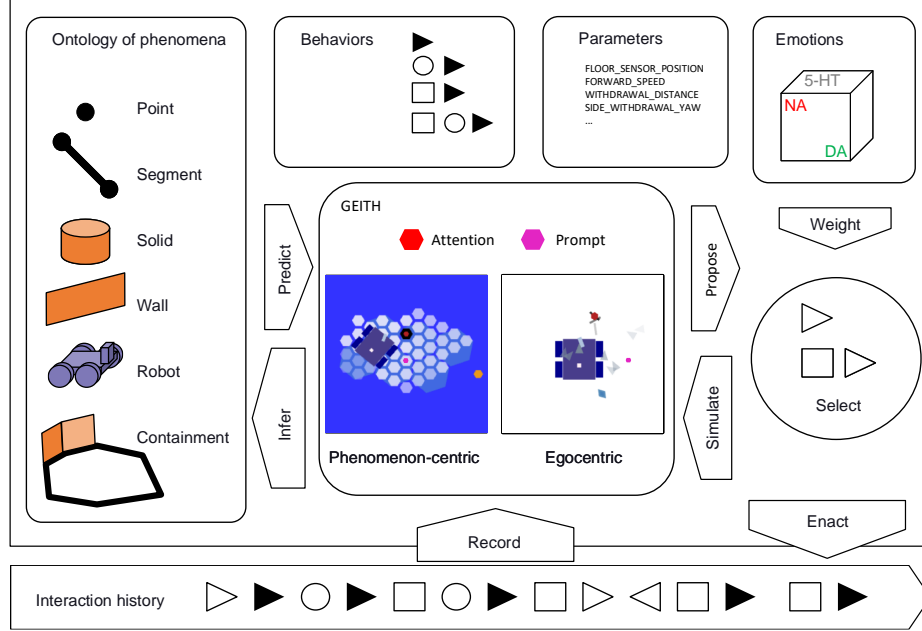 Ontology of phenomena
Point
Segment
Solid
Wall
Robot
Containment
Behaviors
Parameters
FLOOR_SENSOR_POSITION
FORWARD_SPEED
WITHDRAWAL_DISTANCE
SIDE_WITHDRAWAL_YAW
...
Emotions
5-HT
NA
DA
Predict
Infer
GEITH
Attention
Prompt
Phenomenon-centric
Egocentric
Propose
Simulate
Weight
Select
Enact
Record
Interaction history